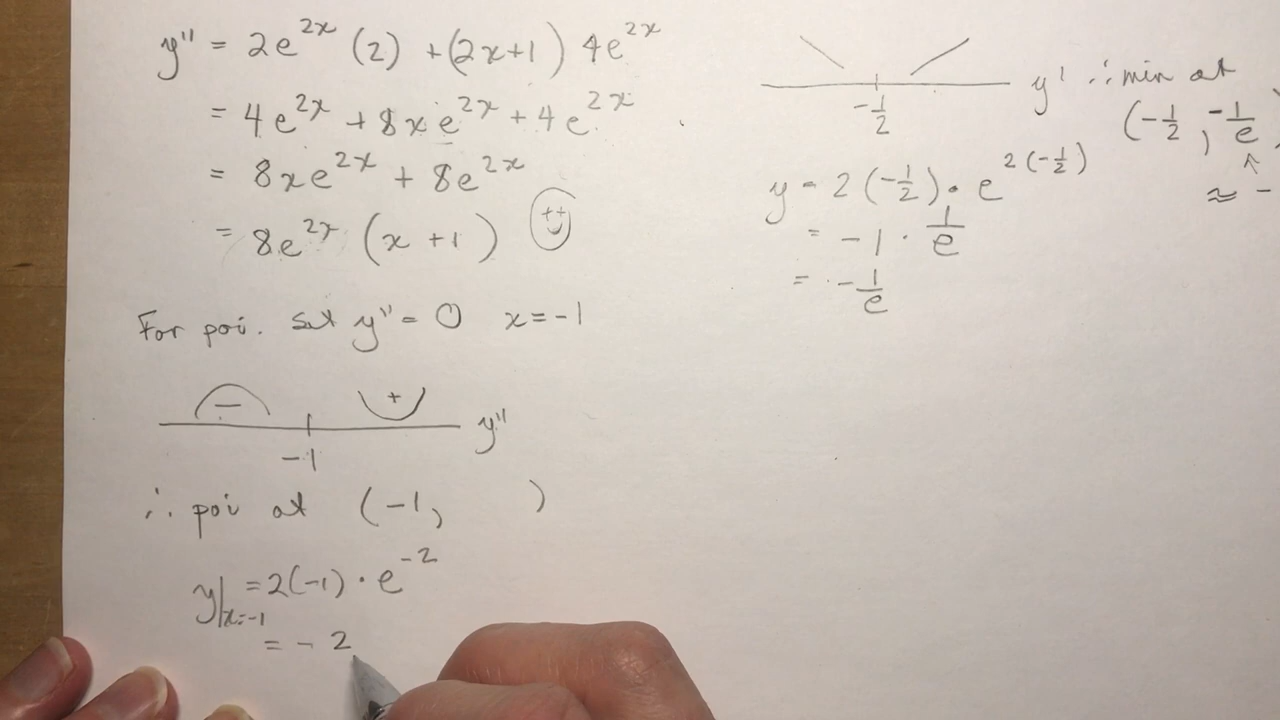 y'' = 2e^{2x} (2) + (2x+1) 4e^{2x}
= 4e^{2x} + 8xe^{2x} + 4e^{2x}
= 8xe^{2x} + 8e^{2x}
= 8e^{2x} (x + 1)
For poi. Set y'' = 0 x = -1
- +
-1 y''
∴ poi at (-1, )
y|_{x=-1} = 2(-1) · e^{-2}
= - 2
-1/2 y' ∴ min at
(-1/2, -1/e
≈ -
y = 2(-1/2) · e^{2(-1/2)}
= -1 · 1/e
= -1/e